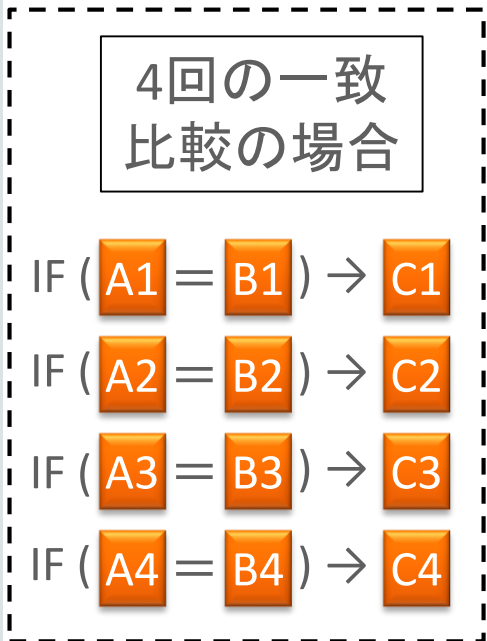 4回の一致
比較の場合
IF ( A1 = B1 ) → C1
IF ( A2 = B2 ) → C2
IF ( A3 = B3 ) → C3
IF ( A4 = B4 ) → C4